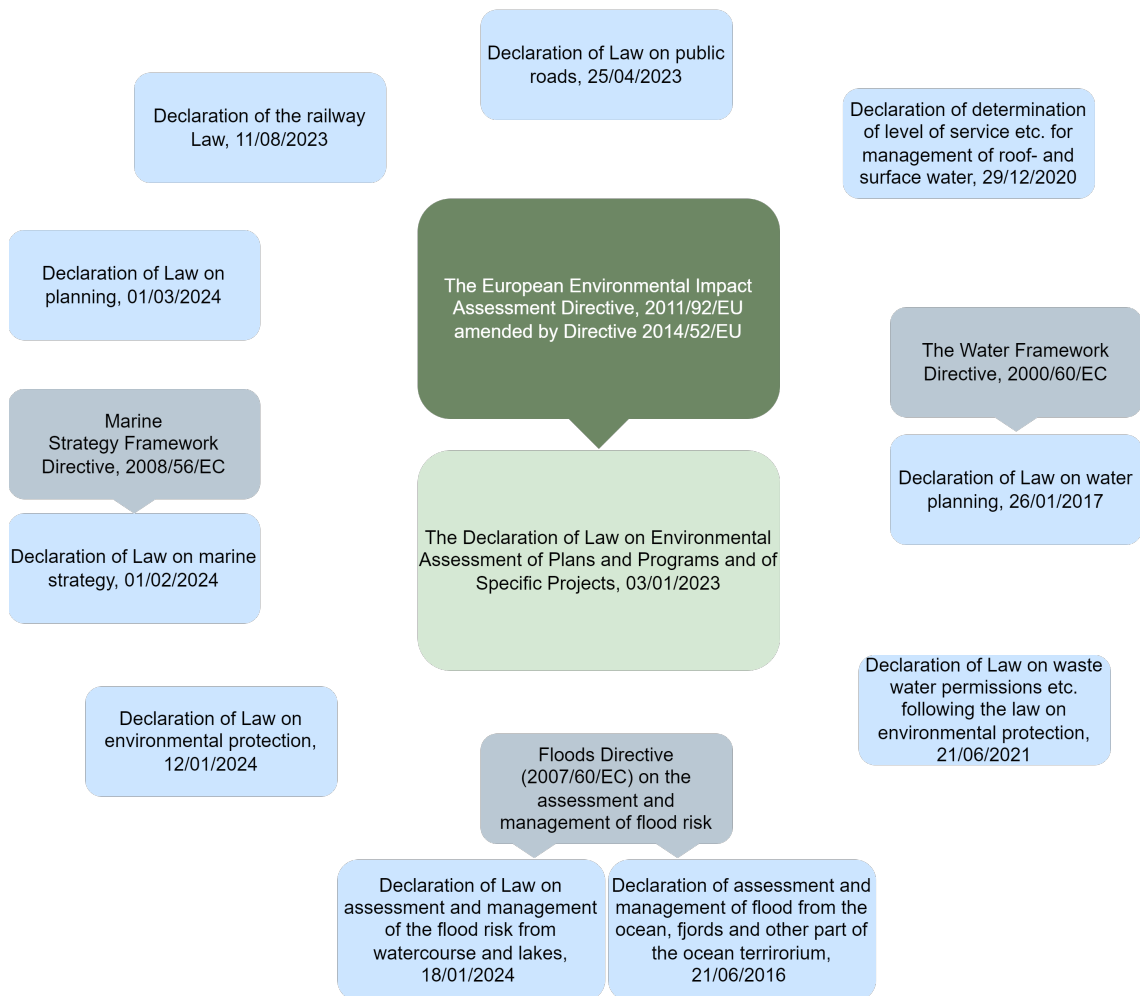 Declaration of Law on public
roads, 25/04/2023
Declaration of the railway
Law, 11/08/2023
Declaration of determination
of level of service etc. for
management of roof- and
surface water, 29/12/2020
Declaration of Law on
planning, 01/03/2024
The European Environmental Impact
Assessment Directive, 2011/92/EU
amended by Directive 2014/52/EU
The Water Framework
Directive, 2000/60/EC
Marine
Strategy Framework
Directive, 2008/56/EC
Declaration of Law on water
planning, 26/01/2017
Declaration of Law on marine
strategy, 01/02/2024
The Declaration of Law on Environmental
Assessment of Plans and Programs and of
Specific Projects, 03/01/2023
Declaration of Law on waste
water permissions etc.
following the law on
environmental protection,
21/06/2021
Declaration of Law on
environmental protection,
12/01/2024
Floods Directive
(2007/60/EC) on the
assessment and
management of flood risk
Declaration of Law on
assessment and management
of the flood risk from
watercourse and lakes,
18/01/2024
Declaration of assessment and
management of flood from the
ocean, fjords and other part of
the ocean terrirorium,
21/06/2016